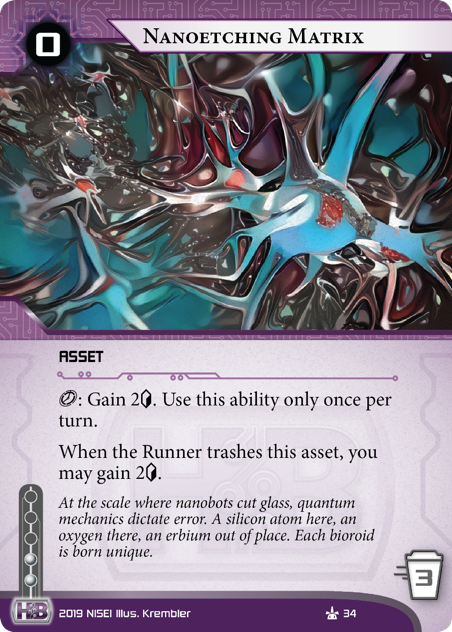 0
Nanoetching Matrix
ASSET
: Gain 2. Use this ability only once per
turn.
When the Runner trashes this asset, you
may gain 2.
At the scale where nanobots cut glass, quantum
mechanics dictate error. A silicon atom here, an
oxygen there, an erbium out of place. Each bioroid
is born unique.
3
HB
2019 NISEI Illus. Krembler
34